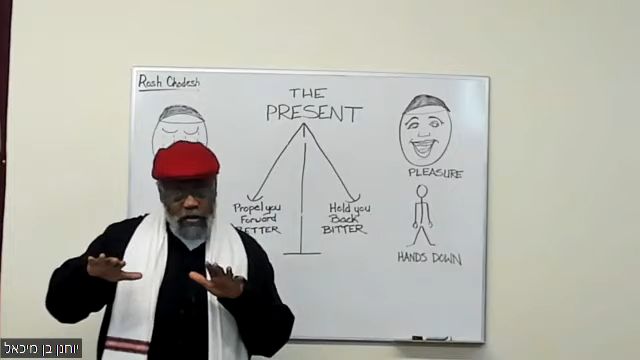 Rosh Chodesh
THE
PRESENT
Propel you
Forward
BETTER
Hold you
Back
BITTER
PLEASURE
HANDS DOWN
יוחנן בן מיכאל